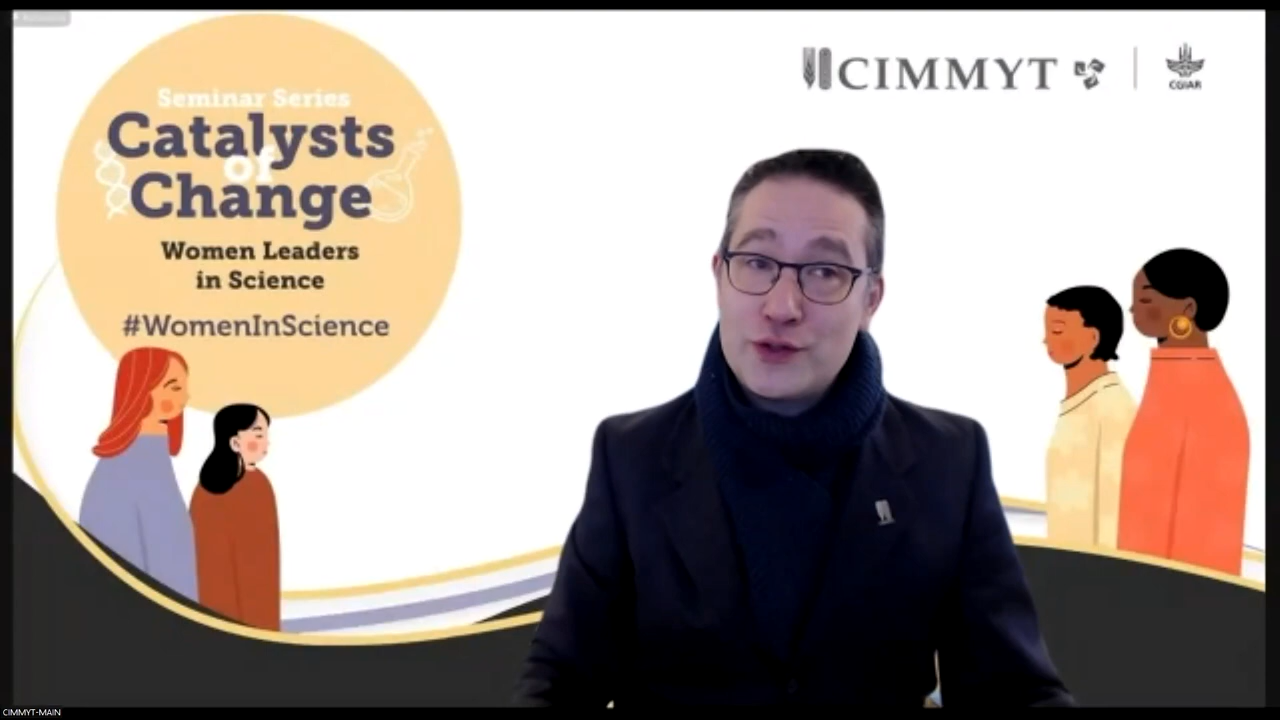 Seminar Series
Catalysts
of
Change
Women Leaders
in Science
#WomenInScience
CIMMYT
CGIAR
CIMMYT-MAIN